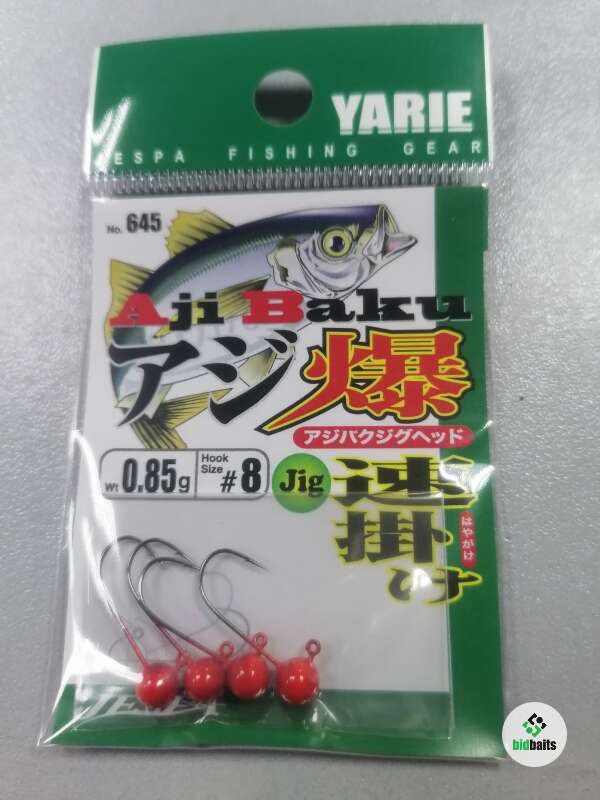 YARIE
JESPA FISHING GEAR
No. 645
Aji Baku
アジ爆
アジバクジグヘッド
Wt 0.85g
Hook Size #8
Jig
速掛け
はやがけ
bidbaits